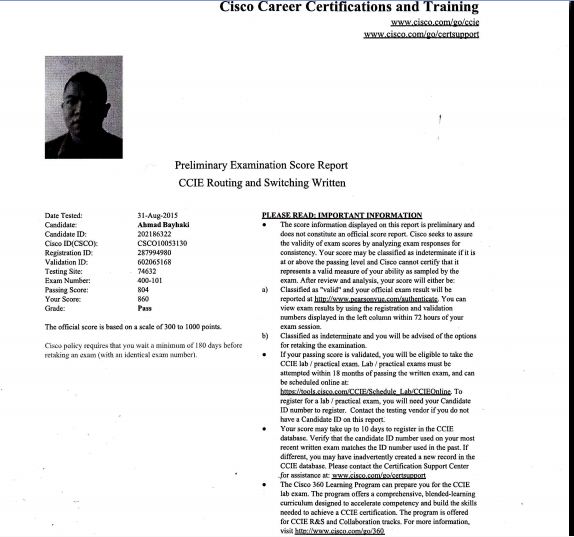 Cisco Career Certifications and Training
www.cisco.com/go/ccie
www.cisco.com/go/certsupport
Preliminary Examination Score Report
CCIE Routing and Switching Written
Date Tested: 31-Aug-2015
Candidate: Ahmad Bayhaki
Candidate ID: 202186322
Cisco ID(CSCO): CSCO10053130
Registration ID: 287994980
Validation ID: 602065168
Testing Site: 74632
Exam Number: 400-101
Passing Score: 804
Your Score: 860
Grade: Pass
The official score is based on a scale of 300 to 1000 points.
Cisco policy requires that you wait a minimum of 180 days before
retaking an exam (with an identical exam number).
PLEASE READ: IMPORTANT INFORMATION
• The score information displayed on this report is preliminary and
does not constitute an official score report. Cisco seeks to assure
the validity of exam scores by analyzing exam responses for
consistency. Your score may be classified as indeterminate if it is
at or above the passing level and Cisco cannot certify that it
represents a valid measure of your ability as sampled by the
exam. After review and analysis, your score will either be:
a) Classified as "valid" and your official exam result will be
reported at http://www.pearsonvue.com/authenticate. You can
view exam results by using the registration and validation
numbers displayed in the left column within 72 hours of your
exam session.
b) Classified as indeterminate and you will be advised of the options
for retaking the examination.
• If your passing score is validated, you will be eligible to take the
CCIE lab / practical exam. Lab / practical exams must be
attempted within 18 months of passing the written exam, and can
be scheduled online at:
https://tools.cisco.com/CCIE/Schedule_Lab/CCIEOnline. To
register for a lab / practical exam, you will need your Candidate
ID number to register. Contact the testing vendor if you do not
have a Candidate ID on this report.
• Your score may take up to 10 days to register in the CCIE
database. Verify that the candidate ID number used on your most
recent written exam matches the ID number used in the past. If
different, you may have inadvertently created a new record in the
CCIE database. Please contact the Certification Support Center
for assistance at: www.cisco.com/go/certsupport
• The Cisco 360 Learning Program can prepare you for the CCIE
lab exam. The program offers a comprehensive, blended-learning
curriculum designed to accelerate competency and build the skills
needed to achieve a CCIE certification. The program is offered
for CCIE R&S and Collaboration tracks. For more information,
visit http://www.cisco.com/go/360